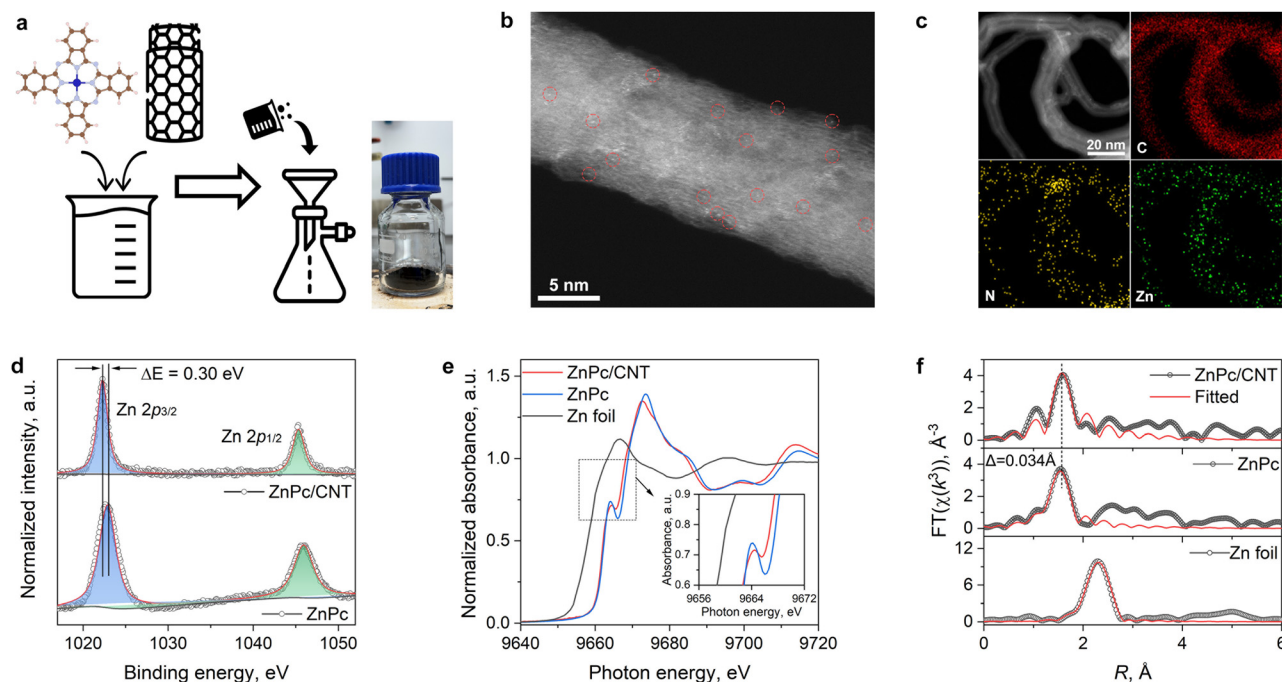 a
b
5 nm
c
20 nm
C
N
Zn
d
ΔE = 0.30 eV
Zn 2p3/2
Zn 2p1/2
ZnPc/CNT
ZnPc
1020 1030 1040 1050
Binding energy, eV
Normalized intensity, a.u.
e
ZnPc/CNT
ZnPc
Zn foil
1.5
1.0
0.5
0.0
9640 9660 9680 9700 9720
Photon energy, eV
Normalized absorbance, a.u.
0.9
0.8
0.7
0.6
9656 9664 9672
Photon energy, eV
Absorbance, a.u.
f
ZnPc/CNT
Fitted
4
2
0
Δ=0.034Å
ZnPc
4
2
0
Zn foil
12
6
0
0 2 4 6
R, Å
FT(χ(k³)), Å⁻³